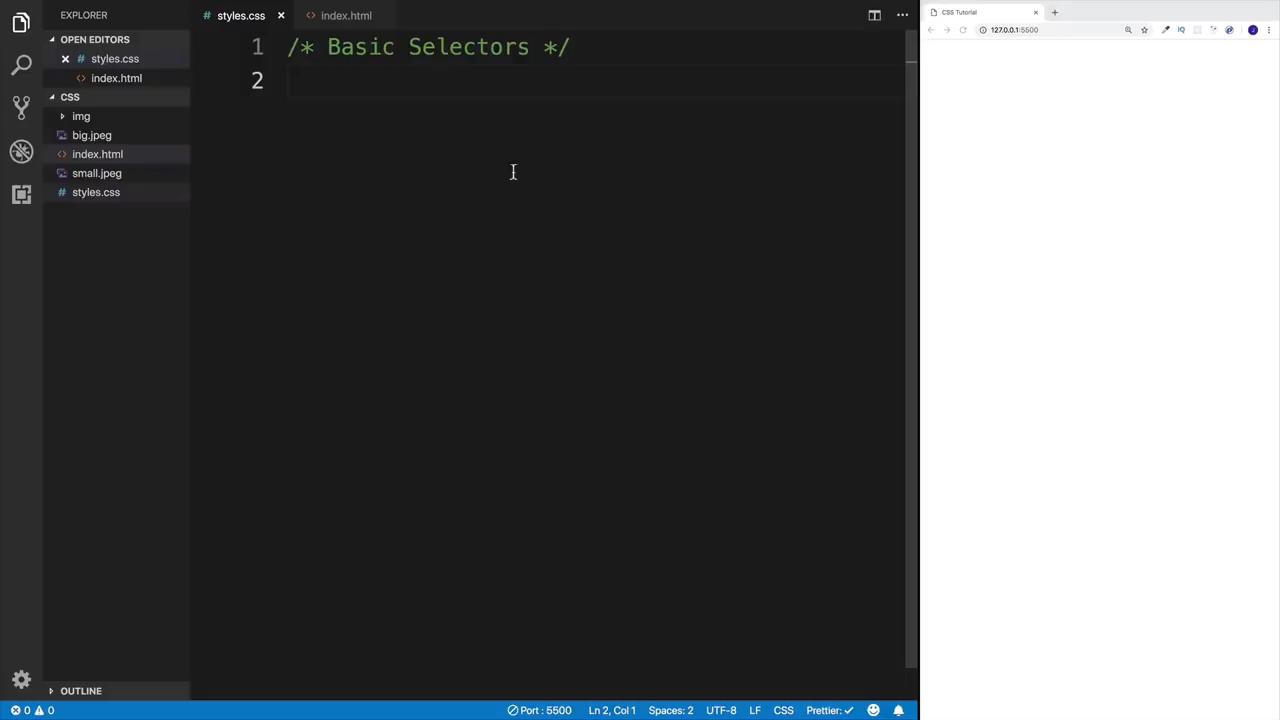 EXPLORER
OPEN EDITORS
styles.css
index.html
CSS
img
big.jpeg
index.html
small.jpeg
styles.css
OUTLINE
styles.css
index.html
1 /* Basic Selectors */
2
0 0
Port : 5500
Ln 2, Col 1
Spaces: 2
UTF-8
LF
CSS
Prettier: ✓
CSS Tutorial
127.0.0.1:5500
IQ
J